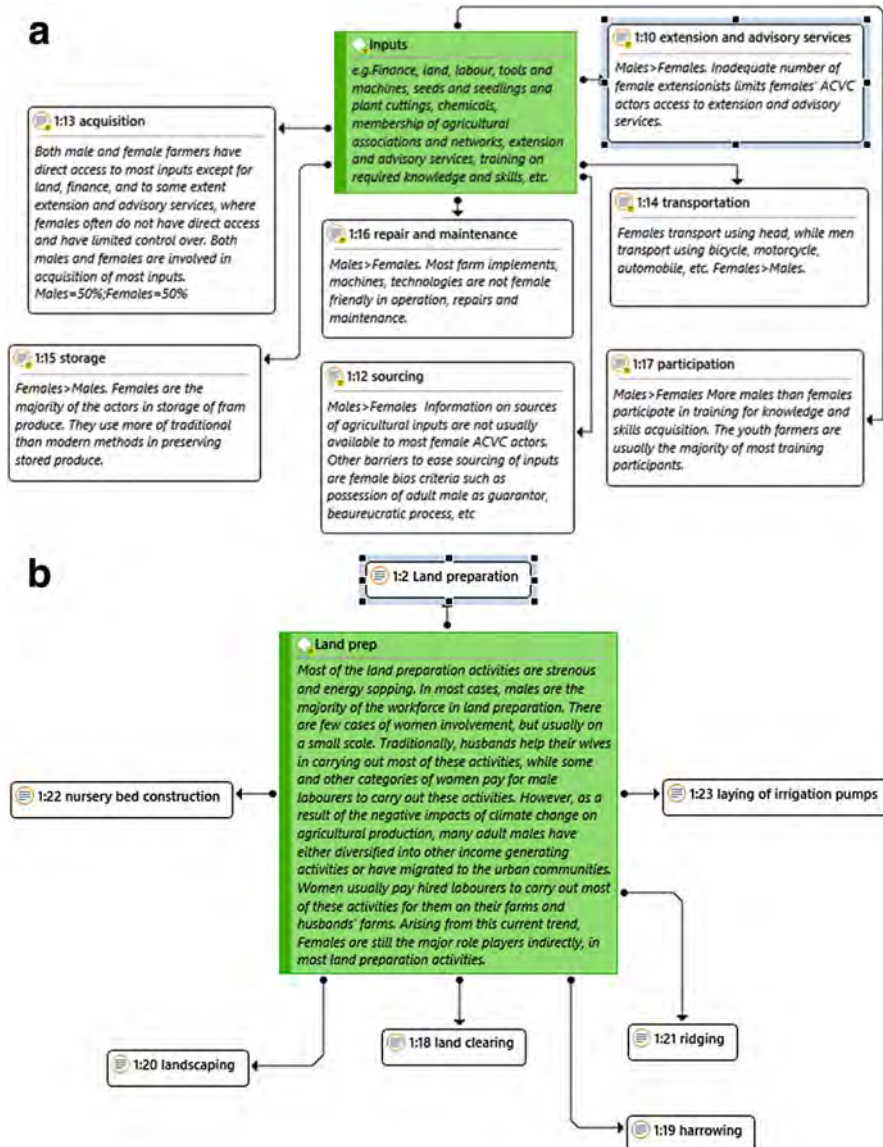 a
Inputs
e.g.Finance, land, labour, tools and
machines, seeds and seedlings and
plant cuttings, chemicals,
membership of agricultural
associations and networks, extension
and advisory services, training on
required knowledge and skills, etc.
1:10 extension and advisory services
Males>Females. Inadequate number of
female extensionists limits females' ACVC
actors access to extension and advisory
services.
1:13 acquisition
Both male and female farmers have
direct access to most inputs except for
land, finance, and to some extent
extension and advisory services, where
females often do not have direct access
and have limited control over. Both
males and females are involved in
acquisition of most inputs.
Males=50%;Females=50%
1:16 repair and maintenance
Males>Females. Most farm implements,
machines, technologies are not female
friendly in operation, repairs and
maintenance.
1:14 transportation
Females transport using head, while men
transport using bicycle, motorcycle,
automobile, etc. Females>Males.
1:15 storage
Females>Males. Females are the
majority of the actors in storage of fram
produce. They use more of traditional
than modern methods in preserving
stored produce.
1:12 sourcing
Males>Females Information on sources
of agricultural inputs are not usually
available to most female ACVC actors.
Other barriers to ease sourcing of inputs
are female bias criteria such as
possession of adult male as guarantor,
beaureucratic process, etc
1:17 participation
Males>Females More males than females
participate in training for knowledge and
skills acquisition. The youth farmers are
usually the majority of most training
participants.
b
1:2 Land preparation
Land prep
Most of the land preparation activities are strenous
and energy sapping. In most cases, males are the
majority of the workforce in land preparation. There
are few cases of women involvement, but usually on
a small scale. Traditionally, husbands help their wives
in carrying out most of these activities, while some
and other categories of women pay for male
labourers to carry out these activities. However, as a
result of the negative impacts of climate change on
agricultural production, many adult males have
either diversified into other income generating
activities or have migrated to the urban communities.
Women usually pay hired labourers to carry out most
of these activities for them on their farms and
husbands' farms. Arising from this current trend,
Females are still the major role players indirectly, in
most land preparation activities.
1:22 nursery bed construction
1:23 laying of irrigation pumps
1:20 landscaping
1:18 land clearing
1:21 ridging
1:19 harrowing